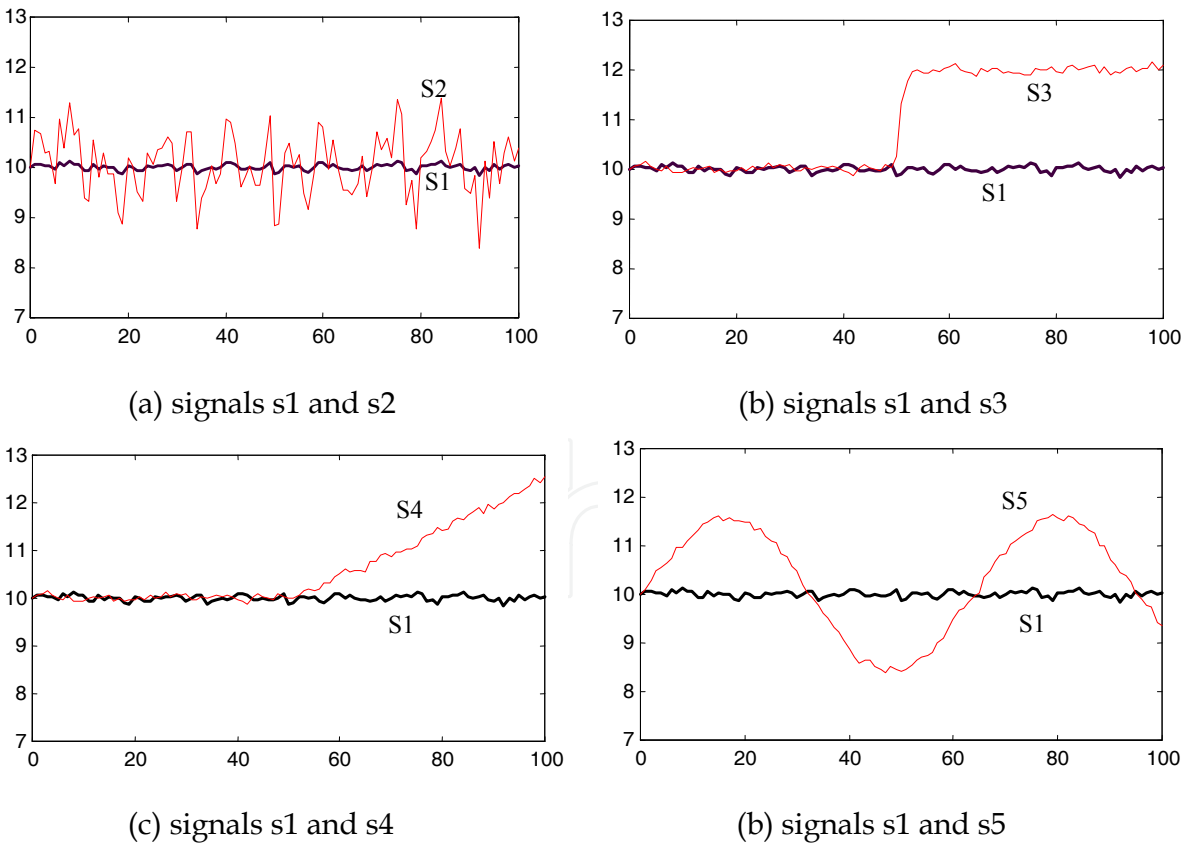 13
12
11
10
9
8
7
S2
S1
0 20 40 60 80 100
(a) signals s1 and s2
13
12
11
10
9
8
7
S3
S1
0 20 40 60 80 100
(b) signals s1 and s3
13
12
11
10
9
8
7
S4
S1
0 20 40 60 80 100
(c) signals s1 and s4
13
12
11
10
9
8
7
S5
S1
0 20 40 60 80 100
(b) signals s1 and s5